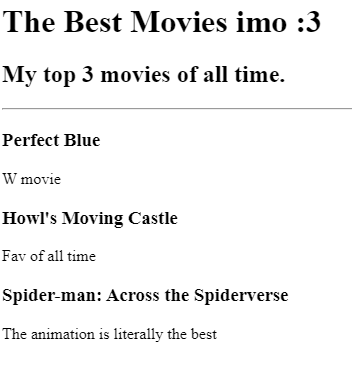 The Best Movies imo :3
My top 3 movies of all time.
Perfect Blue
W movie
Howl's Moving Castle
Fav of all time
Spider-man: Across the Spiderverse
The animation is literally the best